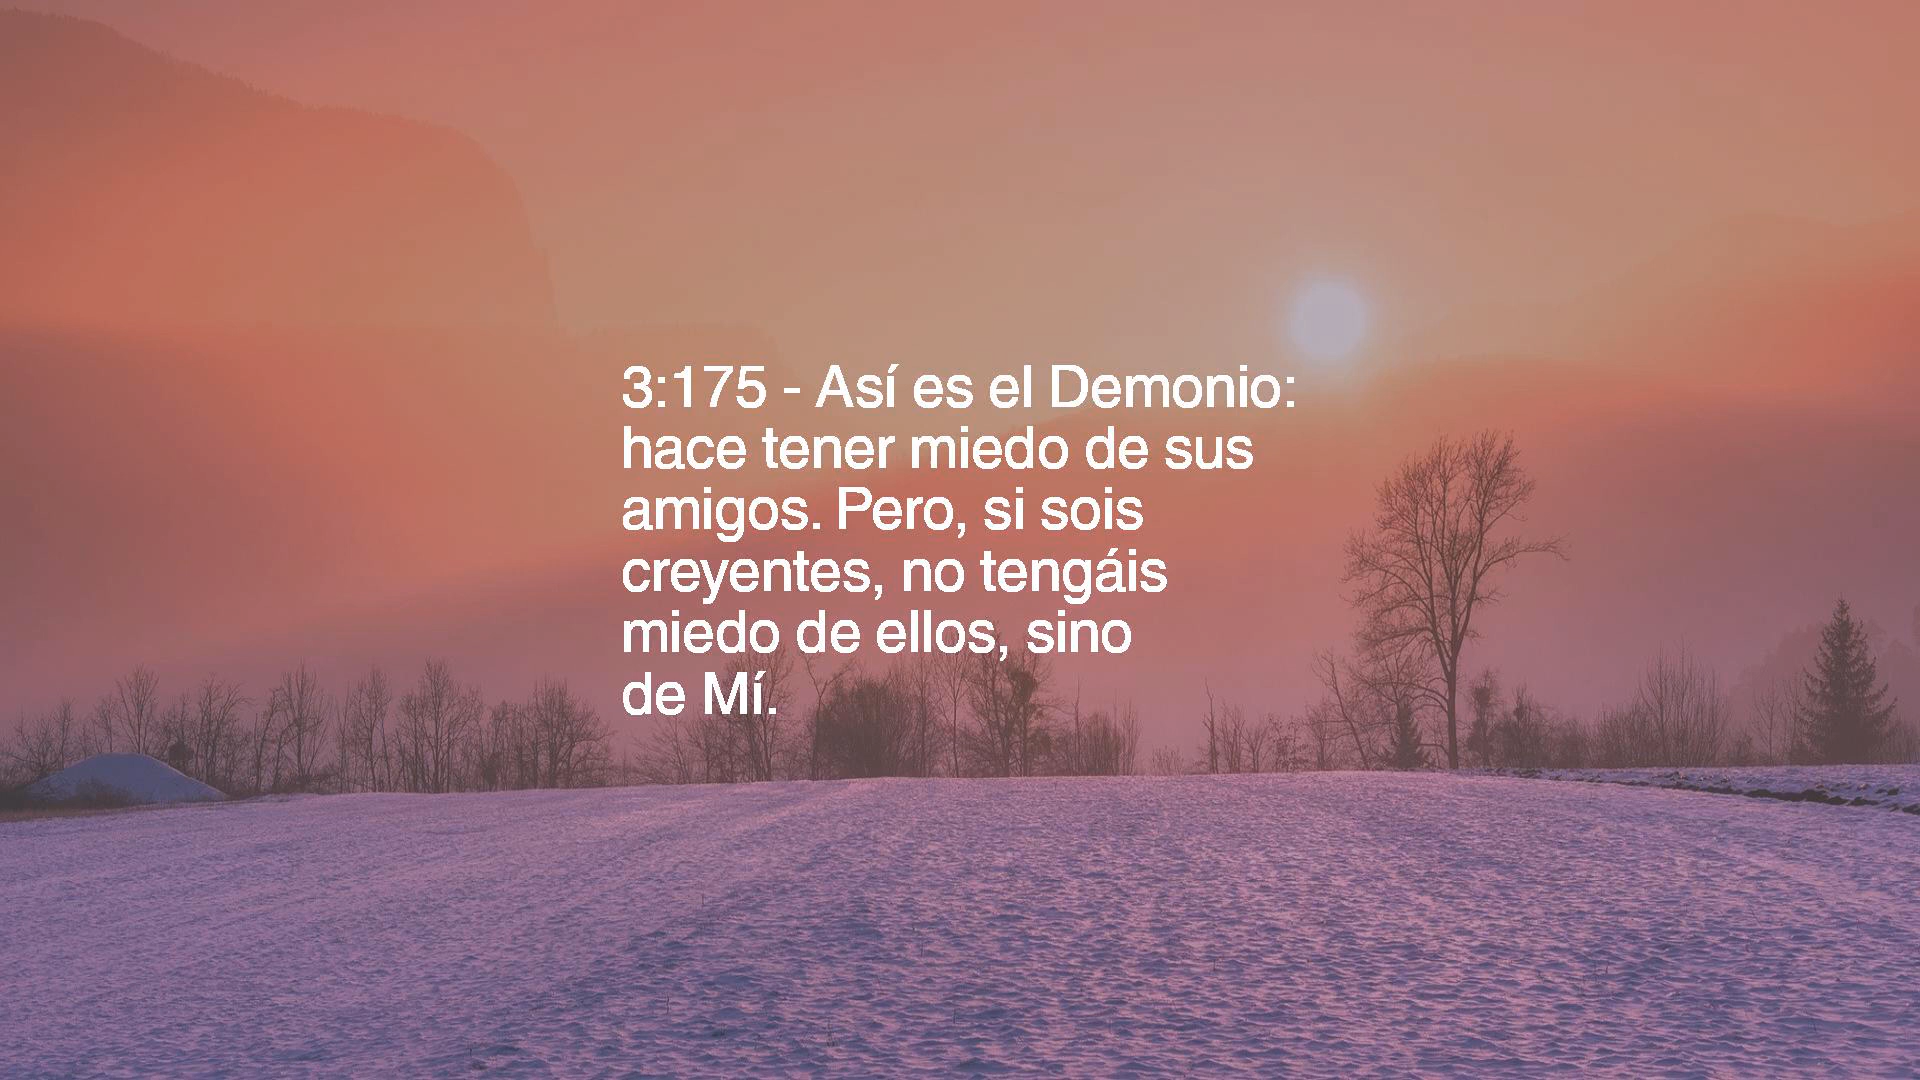 3:175 - Así es el Demonio:
hace tener miedo de sus
amigos. Pero, si sois
creyentes, no tengáis
miedo de ellos, sino
de Mí.